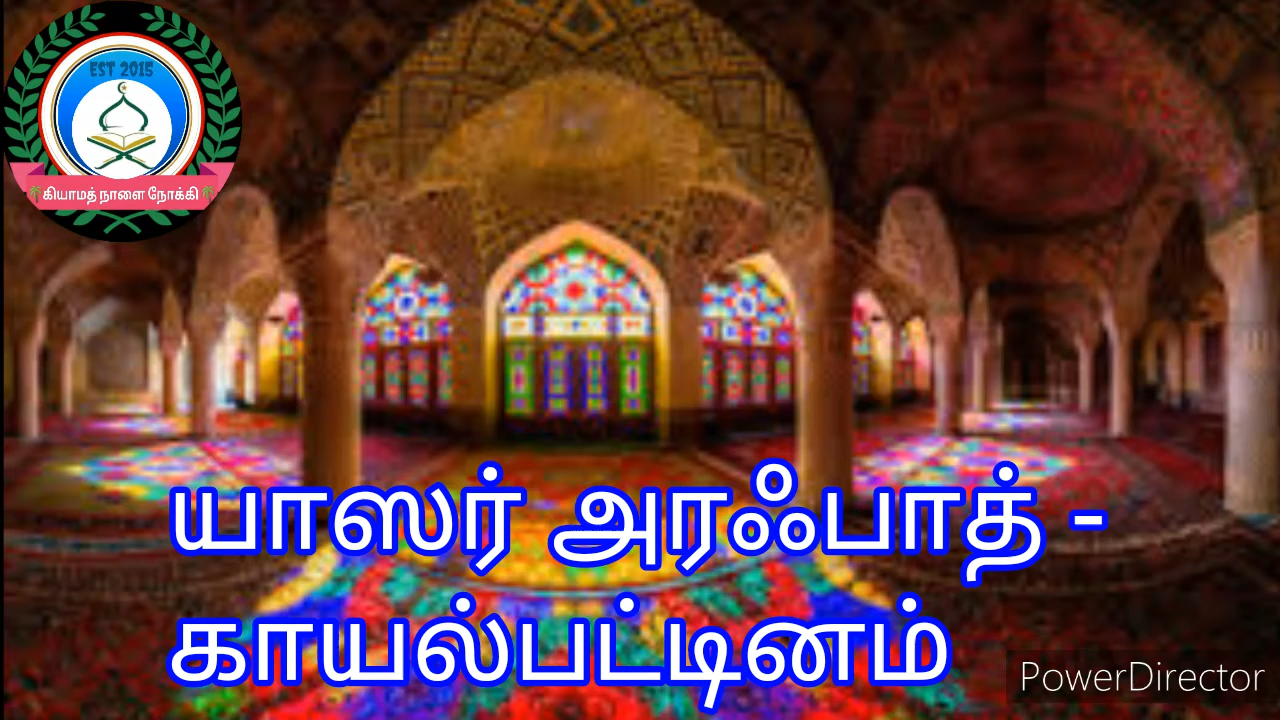 EST 2015
கியாமத் நாளை நோக்கி
யாஸர் அரஃபாத் -
காயல்பட்டினம்
PowerDirector